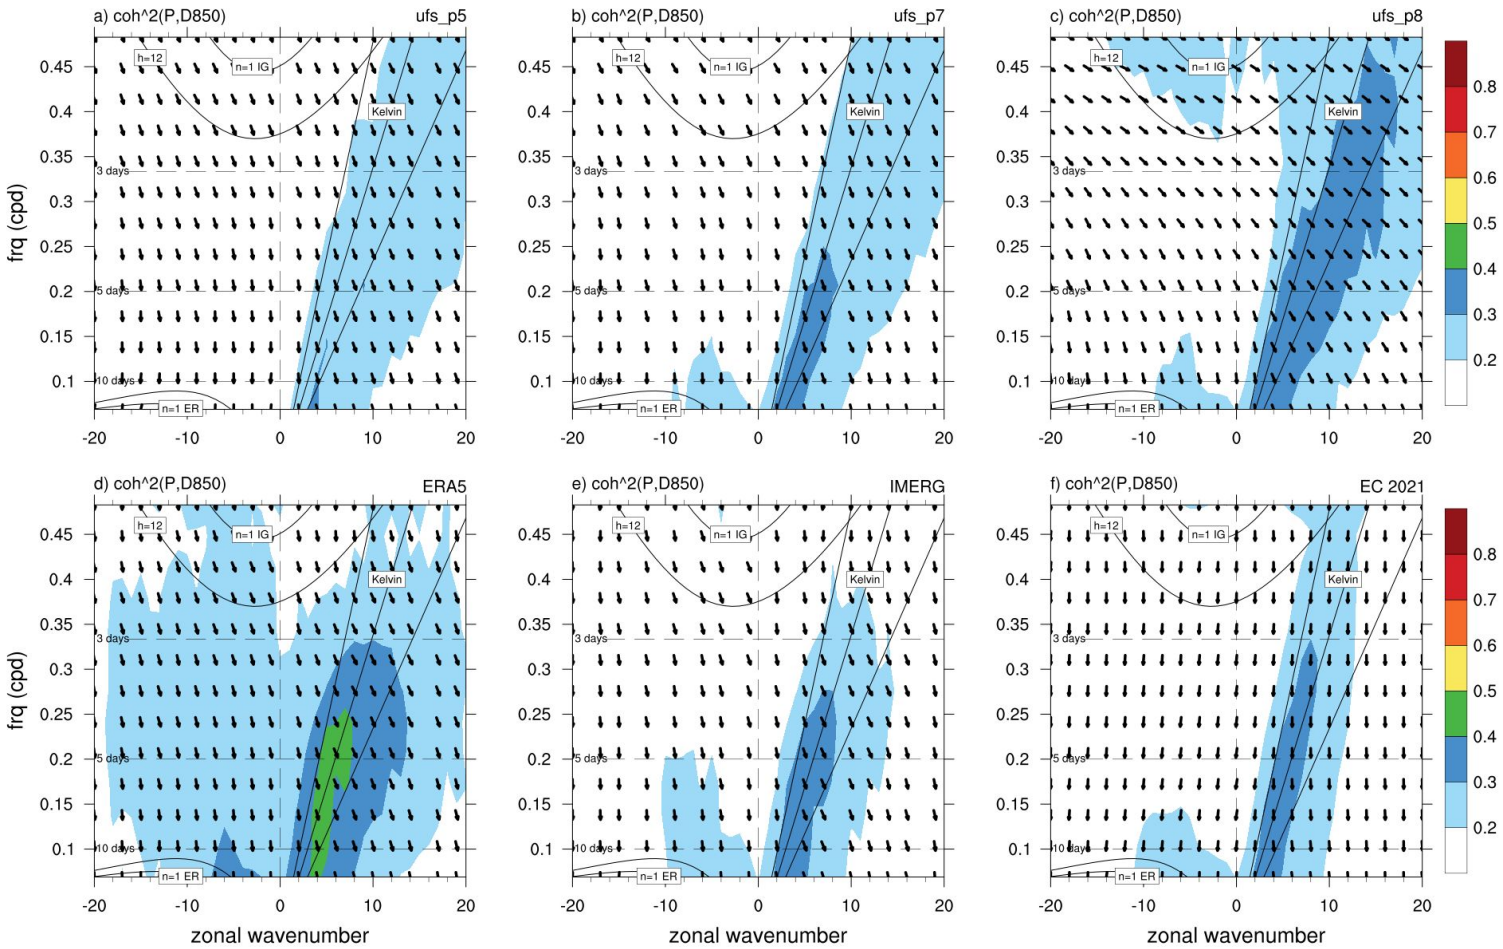 a) coh^2(P,D850) ufs_p5
b) coh^2(P,D850) ufs_p7
c) coh^2(P,D850) ufs_p8
h=12 n=1 IG Kelvin 3 days 5 days 10 days n=1 ER
h=12 n=1 IG Kelvin 3 days 5 days 10 days n=1 ER
h=12 n=1 IG Kelvin 3 days 5 days 10 days n=1 ER
frq (cpd)
0.45 0.4 0.35 0.3 0.25 0.2 0.15 0.1
0.45 0.4 0.35 0.3 0.25 0.2 0.15 0.1
0.45 0.4 0.35 0.3 0.25 0.2 0.15 0.1
0.8 0.7 0.6 0.5 0.4 0.3 0.2
-20 -10 0 10 20
-20 -10 0 10 20
-20 -10 0 10 20
d) coh^2(P,D850) ERA5
e) coh^2(P,D850) IMERG
f) coh^2(P,D850) EC 2021
h=12 n=1 IG Kelvin 3 days 5 days 10 days n=1 ER
h=12 n=1 IG Kelvin 3 days 5 days 10 days n=1 ER
h=12 n=1 IG Kelvin 3 days 5 days 10 days n=1 ER
frq (cpd)
0.45 0.4 0.35 0.3 0.25 0.2 0.15 0.1
0.45 0.4 0.35 0.3 0.25 0.2 0.15 0.1
0.45 0.4 0.35 0.3 0.25 0.2 0.15 0.1
0.8 0.7 0.6 0.5 0.4 0.3 0.2
-20 -10 0 10 20
-20 -10 0 10 20
-20 -10 0 10 20
zonal wavenumber
zonal wavenumber
zonal wavenumber